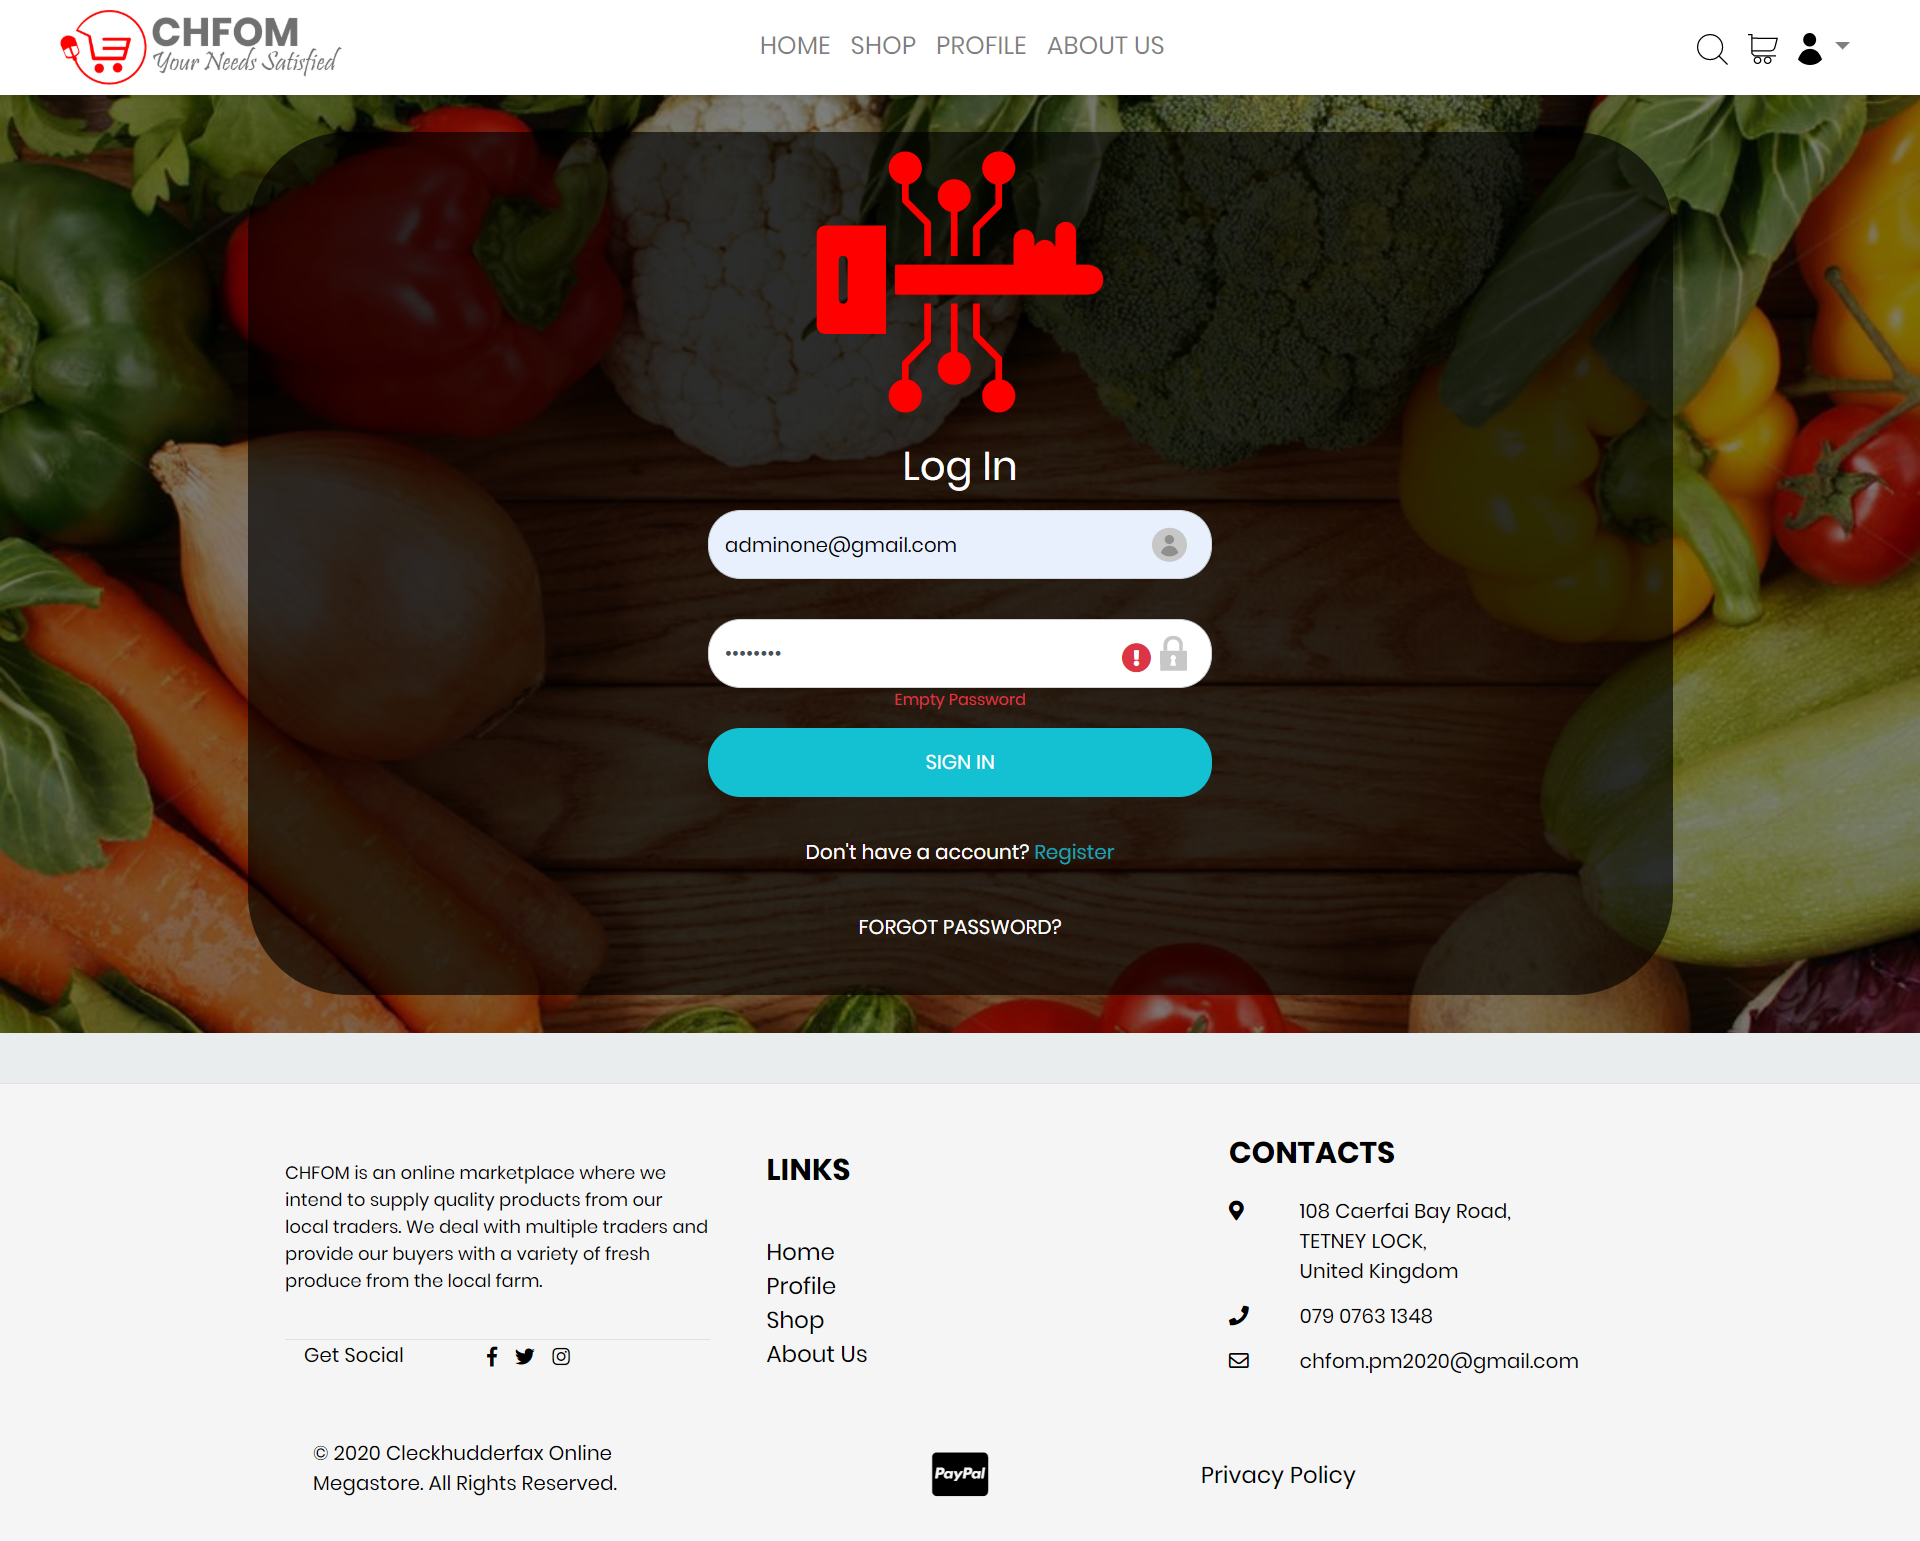 CHFOM
Your Needs Satisfied
HOME SHOP PROFILE ABOUT US
Log In
adminone@gmail.com
••••••••
Empty Password
SIGN IN
Don't have a account? Register
FORGOT PASSWORD?
CHFOM is an online marketplace where we
intend to supply quality products from our
local traders. We deal with multiple traders and
provide our buyers with a variety of fresh
produce from the local farm.
Get Social
LINKS
Home
Profile
Shop
About Us
CONTACTS
108 Caerfai Bay Road,
TETNEY LOCK,
United Kingdom
079 0763 1348
chfom.pm2020@gmail.com
© 2020 Cleckhudderfax Online
Megastore. All Rights Reserved.
PayPal
Privacy Policy